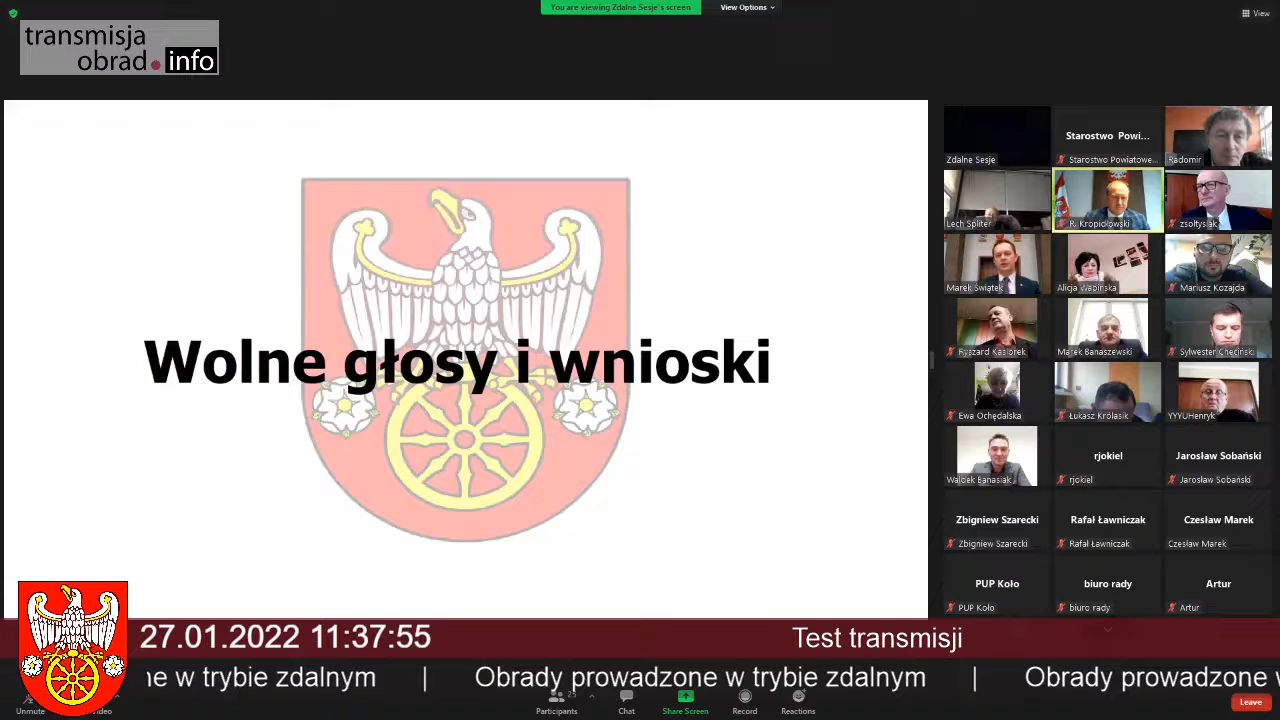 You are viewing Zdalne Sesje's screen
View Options
View
transmisja
obrad.info
Wolne głosy i wnioski
Zdalne Sesje
Starostwo Powi...
Starostwo Powiatowe...
Radomir
Lech Spliter
R. Kropidłowski
zsoltysiak
Marek Świątek
Alicja Wapińska
Mariusz Kozajda
Ryszard Kasiorek
Marek Banaszewski
Sylwester Chęciński
Ewa Ochędalska
Łukasz Królasik
YYYUHenryk
Waldek Banasiak
rjokiel
rjokiel
Jarosław Sobański
Jarosław Sobański
Zbigniew Szarecki
Zbigniew Szarecki
Rafał Ławniczak
Rafał Ławniczak
Czesław Marek
Czesław Marek
PUP Koło
PUP Koło
biuro rady
biuro rady
Artur
Artur
27.01.2022 11:37:55
Test transmisji
ne w trybie zdalnym | Obrady prowadzone w trybie zdalnym | Obrady prowadzone w
Unmute
Video
Participants
Chat
Share Screen
Record
Reactions
Leave